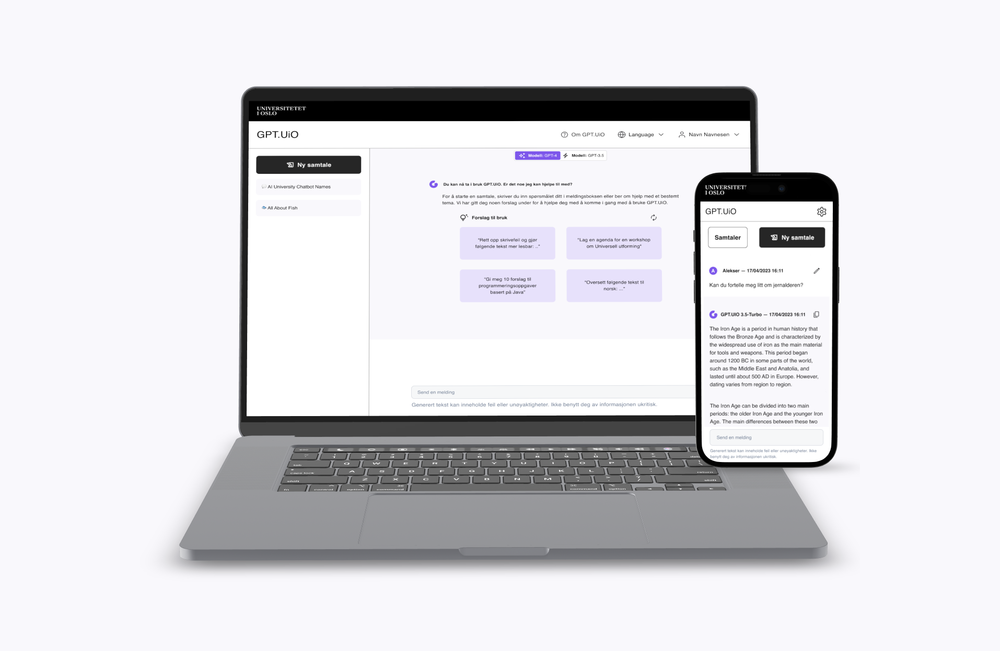 UNIVERSITETET
I OSLO
GPT.UiO
Om GPT.UiO
Language
Navn Navnesen
Ny samtale
AI University Chatbot Names
All About Fish
Modell: GPT-4
Modell: GPT-3.5
Du kan nå ta i bruk GPT.UiO. Er det noe jeg kan hjelpe til med?
For å starte en samtale, skriver du inn spørsmålet ditt i meldingsboksen eller ber om hjelp med et bestemt
tema. Vi har gitt deg noen forslag under for å hjelpe deg med å komme i gang med å bruke GPT.UiO.
Forslag til bruk
"Rett opp skrivefeil og gjør
følgende tekst mer lesbar: .."
"Lag en agenda for en workshop
om Universell utforming"
"Gi meg 10 forslag til
programmeringsoppgaver
basert på Java"
"Oversett følgende tekst til
norsk: ..."
Send en melding
Generert tekst kan inneholde feil eller unøyaktigheter. Ikke benytt deg av informasjonen ukritisk.
UNIVERSITET
I OSLO
GPT.UiO
Samtaler
Ny samtale
A
Alekser — 17/04/2023 16:11
Kan du fortelle meg litt om jernalderen?
GPT.UIO 3.5-Turbo — 17/04/2023 16:11
The Iron Age is a period in human history that
follows the Bronze Age and is characterized by
the widespread use of iron as the main material
for tools and weapons. This period began
around 1200 BC in some parts of the world,
such as the Middle East and Anatolia, and
lasted until about 500 AD in Europe. However,
dating varies from region to region.
The Iron Age can be divided into two main
periods: the older Iron Age and the younger Iron
Age. The main differences between these two
Send en melding
Generert tekst kan inneholde feil eller unøyaktigheter. Ikke
benytt deg av informasjonen ukritisk.
esc
tab Q W E R T Y U I O P
caps lock A S D F G H J K L return
shift Z X C V B N M shift
fn control option command command option